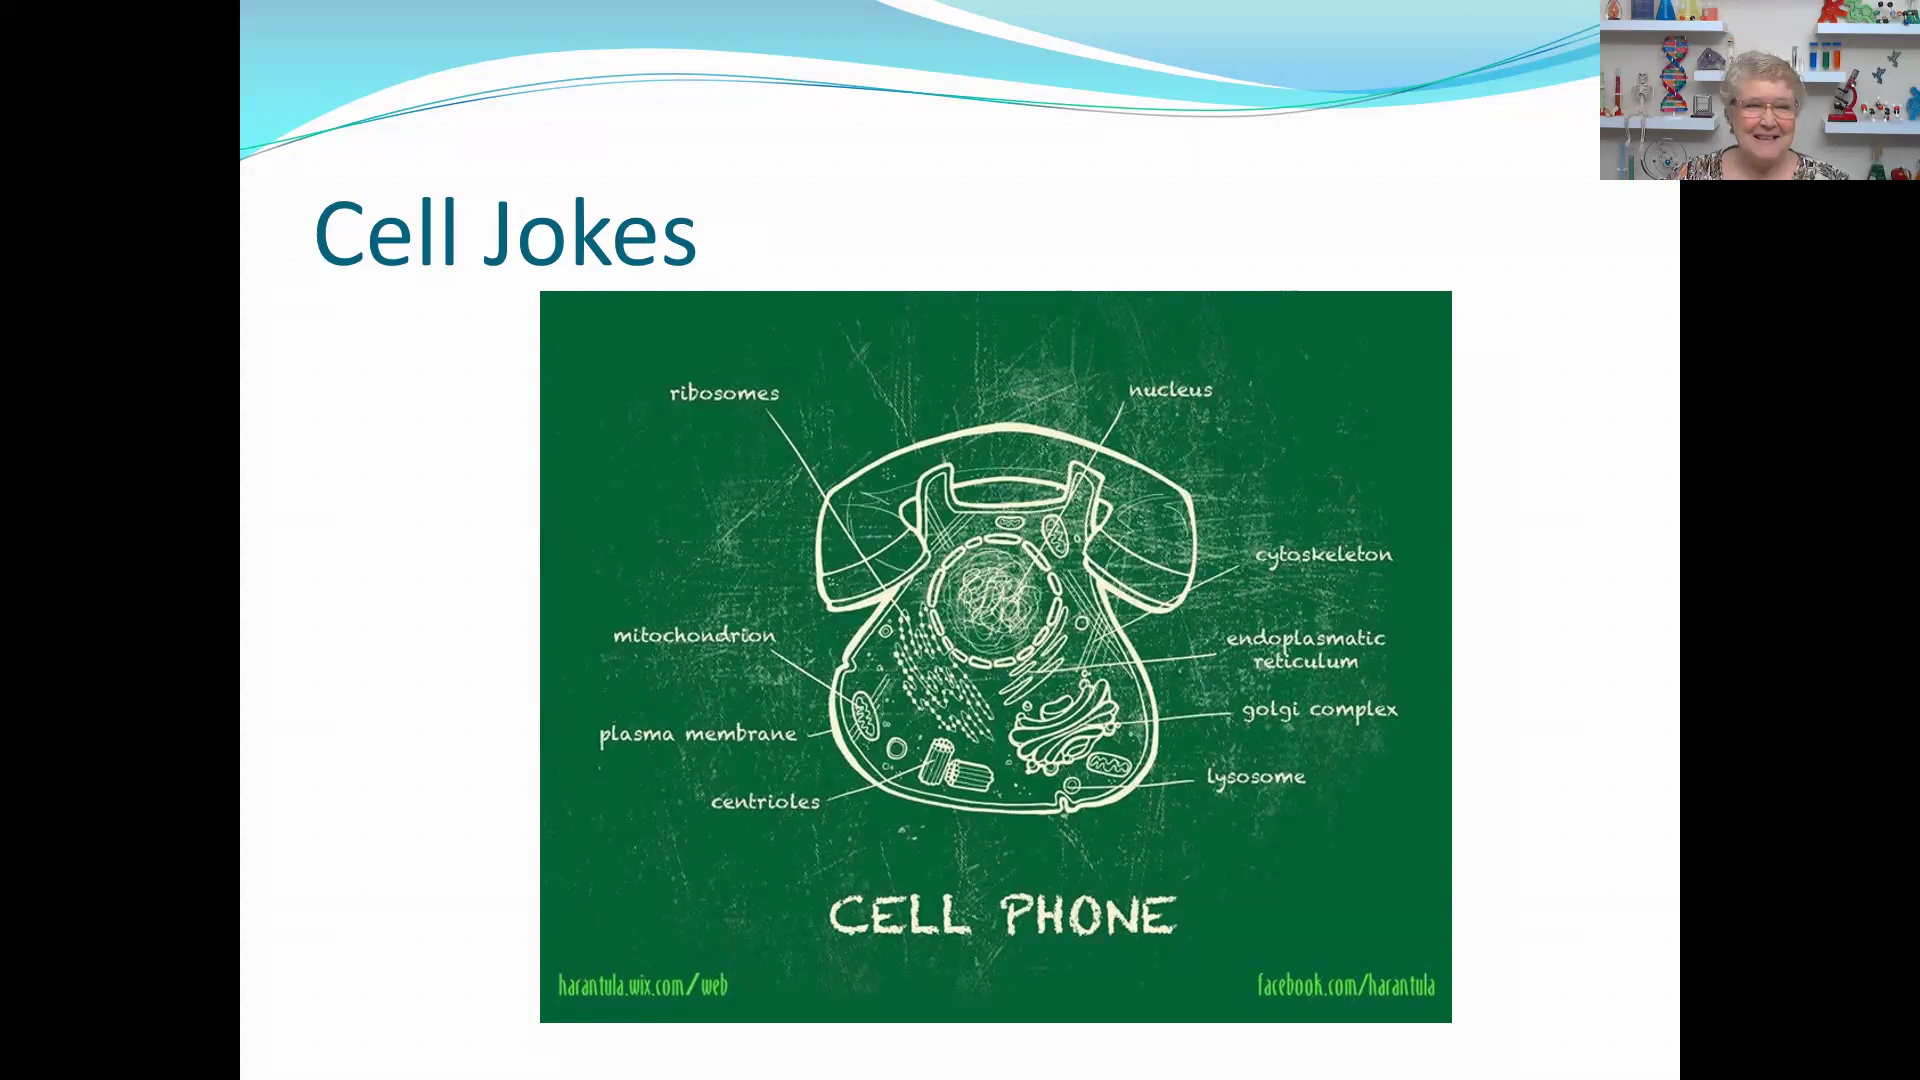 Cell Jokes
ribosomes
nucleus
cytoskeleton
mitochondrion
endoplasmatic
reticulum
golgi complex
plasma membrane
lysosome
centrioles
CELL PHONE
harantula.wix.com/web
facebook.com/harantula